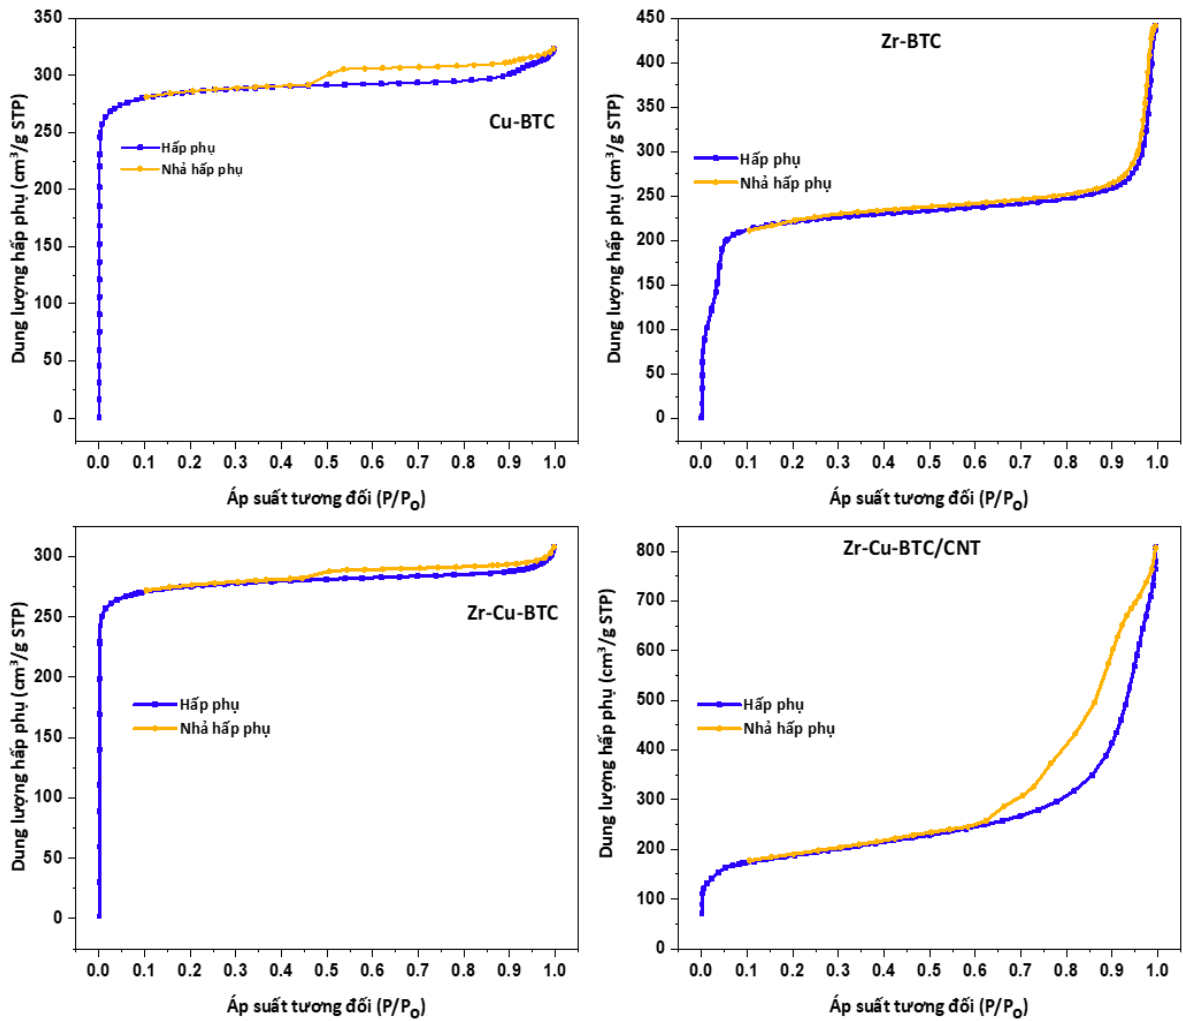 350
300
250
200
150
100
50
0
Dung lượng hấp phụ (cm³/g STP)
Cu-BTC
Hấp phụ
Nhả hấp phụ
0.0 0.1 0.2 0.3 0.4 0.5 0.6 0.7 0.8 0.9 1.0
Áp suất tương đối (P/Po)
450
400
350
300
250
200
150
100
50
0
Dung lượng hấp phụ (cm³/g STP)
Zr-BTC
Hấp phụ
Nhả hấp phụ
0.0 0.1 0.2 0.3 0.4 0.5 0.6 0.7 0.8 0.9 1.0
Áp suất tương đối (P/Po)
300
250
200
150
100
50
0
Dung lượng hấp phụ (cm³/g STP)
Zr-Cu-BTC
Hấp phụ
Nhả hấp phụ
0.0 0.1 0.2 0.3 0.4 0.5 0.6 0.7 0.8 0.9 1.0
Áp suất tương đối (P/Po)
800
700
600
500
400
300
200
100
0
Dung lượng hấp phụ (cm³/g STP)
Zr-Cu-BTC/CNT
Hấp phụ
Nhả hấp phụ
0.0 0.1 0.2 0.3 0.4 0.5 0.6 0.7 0.8 0.9 1.0
Áp suất tương đối (P/Po)